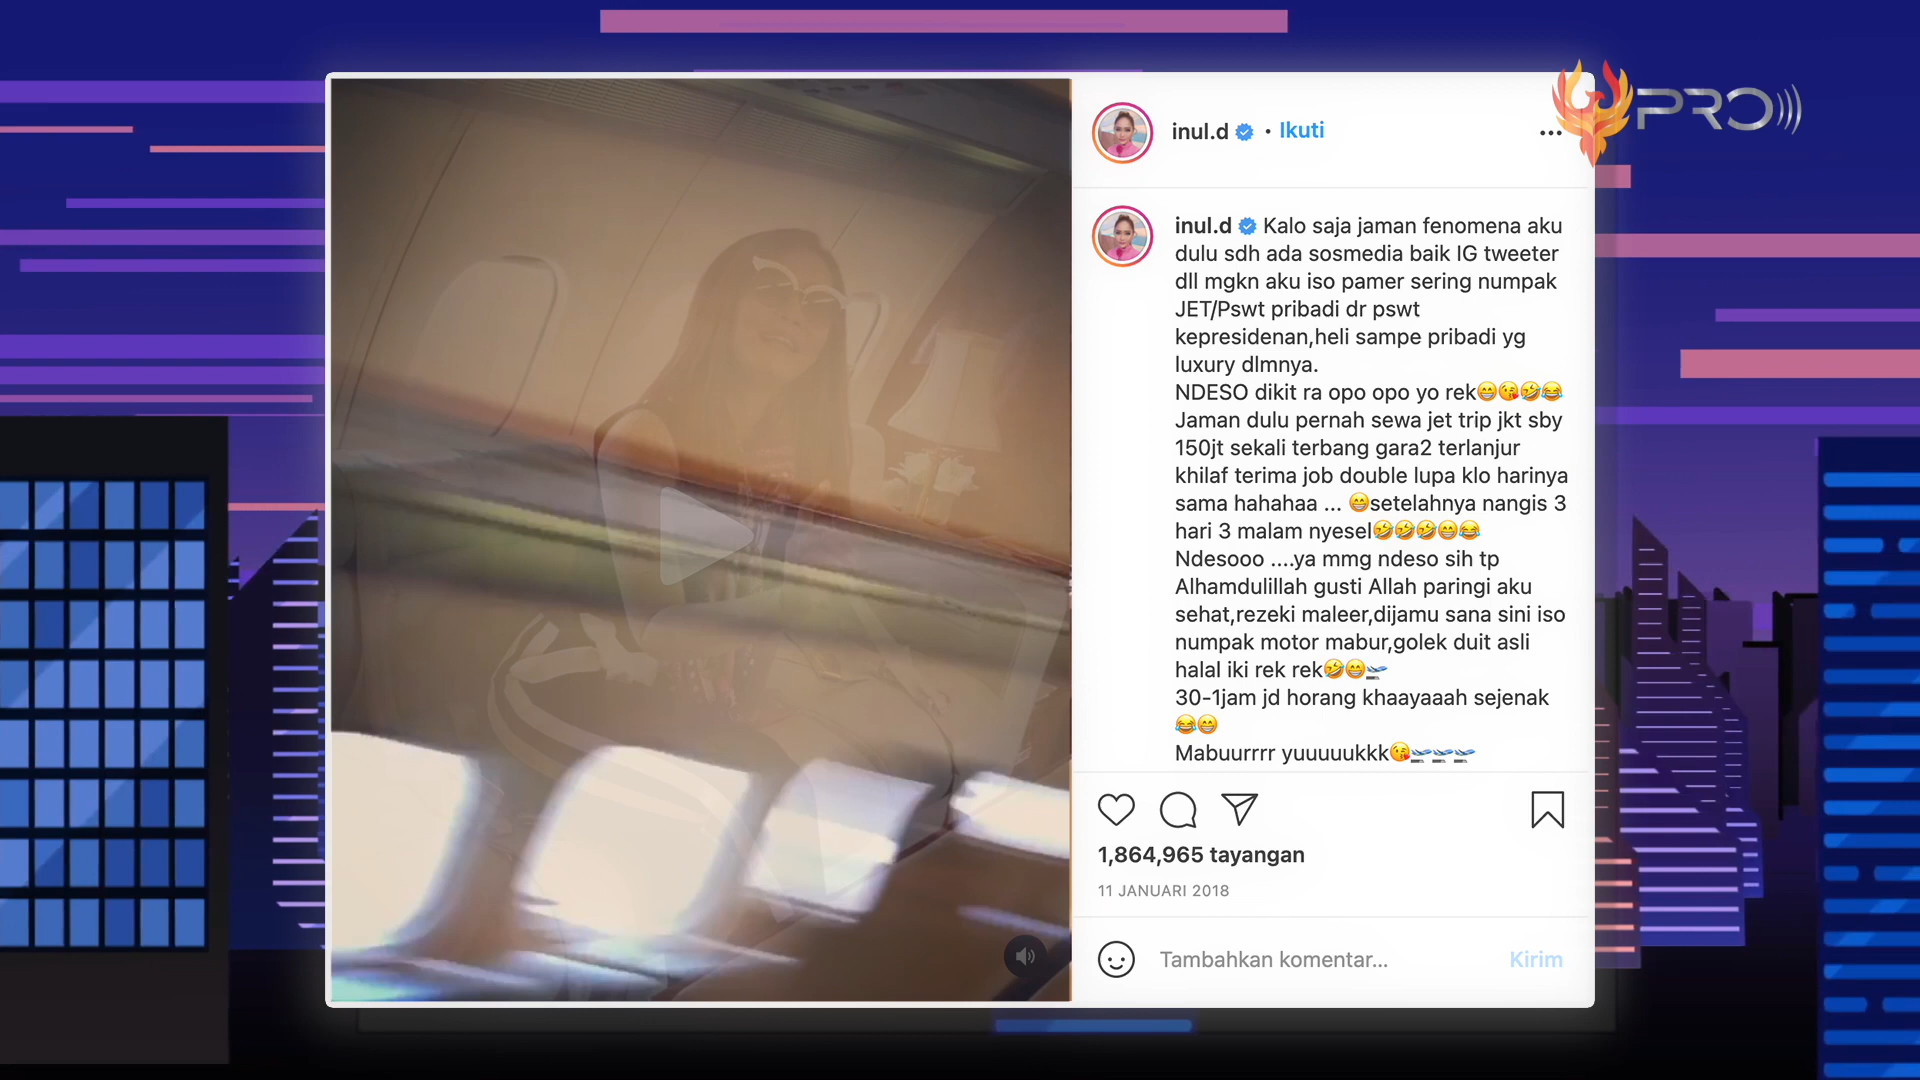 PRO
inul.d • Ikuti
inul.d Kalo saja jaman fenomena aku
dulu sdh ada sosmedia baik IG tweeter
dll mgkn aku iso pamer sering numpak
JET/Pswt pribadi dr pswt
kepresidenan,heli sampe pribadi yg
luxury dlmnya.
NDESO dikit ra opo opo yo rek😁😘🤣😂
Jaman dulu pernah sewa jet trip jkt sby
150jt sekali terbang gara2 terlanjur
khilaf terima job double lupa klo harinya
sama hahahaa ... 😁setelahnya nangis 3
hari 3 malam nyesel🤣🤣🤣😁😂
Ndesooo ....ya mmg ndeso sih tp
Alhamdulillah gusti Allah paringi aku
sehat,rezeki maleer,dijamu sana sini iso
numpak motor mabur,golek duit asli
halal iki rek rek🤣😁🛫
30-1jam jd horang khaayaaah sejenak
😂😁
Mabuurrrr yuuuuukkk😘🛫🛫🛫
1,864,965 tayangan
11 JANUARI 2018
Tambahkan komentar... Kirim